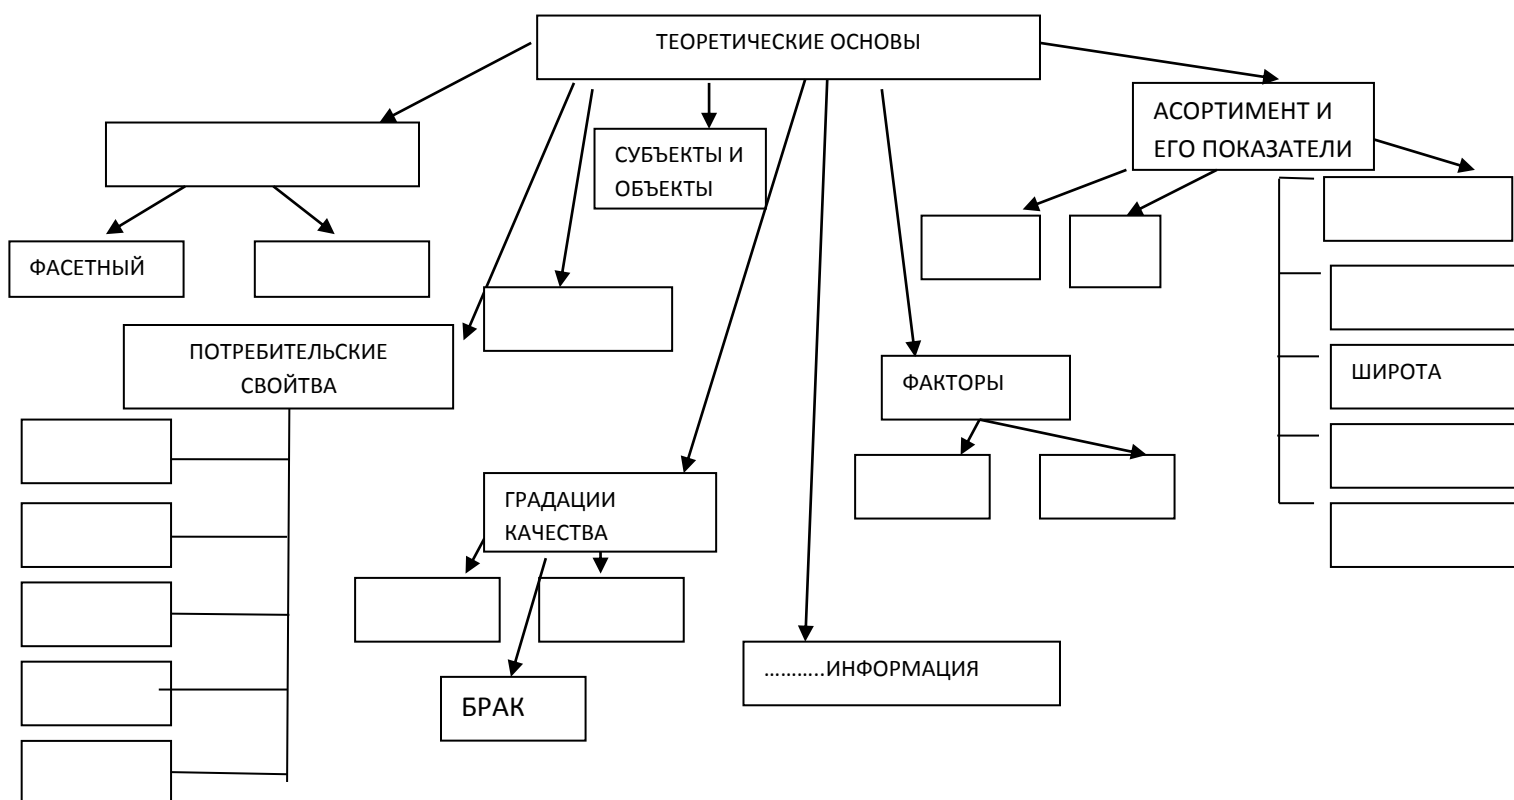 ТЕОРЕТИЧЕСКИЕ ОСНОВЫ
АСОРТИМЕНТ И
ЕГО ПОКАЗАТЕЛИ
СУБЪЕКТЫ И
ОБЪЕКТЫ
ФАСЕТНЫЙ
ПОТРЕБИТЕЛЬСКИЕ
СВОЙТВА
ФАКТОРЫ
ШИРОТА
ГРАДАЦИИ
КАЧЕСТВА
………..ИНФОРМАЦИЯ
БРАК